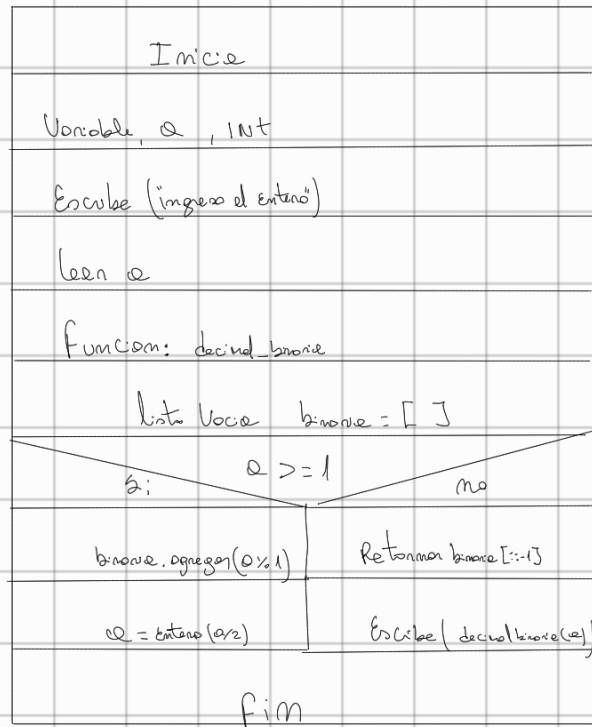 Inicio
Variable, a, INt
Escribe ("ingreso el entero")
leer a
Funcion: decimal_binario
lista Vacia binario = [ ]
a >= 1
si no
binario.agregar(a%1) Retornar binario[::-1]
a = entero(a/2) Escribe(decimalbinario(a)
fin